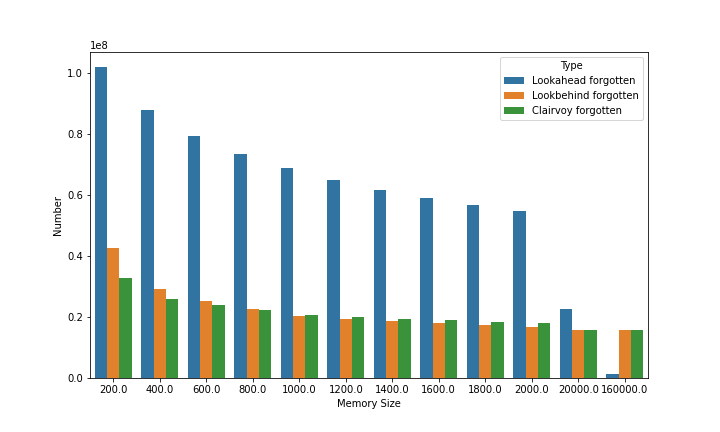 1e8
Type
Lookahead forgotten
Lookbehind forgotten
Clairvoy forgotten
1.0
0.8
0.6
0.4
0.2
0.0
Number
200.0 400.0 600.0 800.0 1000.0 1200.0 1400.0 1600.0 1800.0 2000.0 20000.0 160000.0
Memory Size